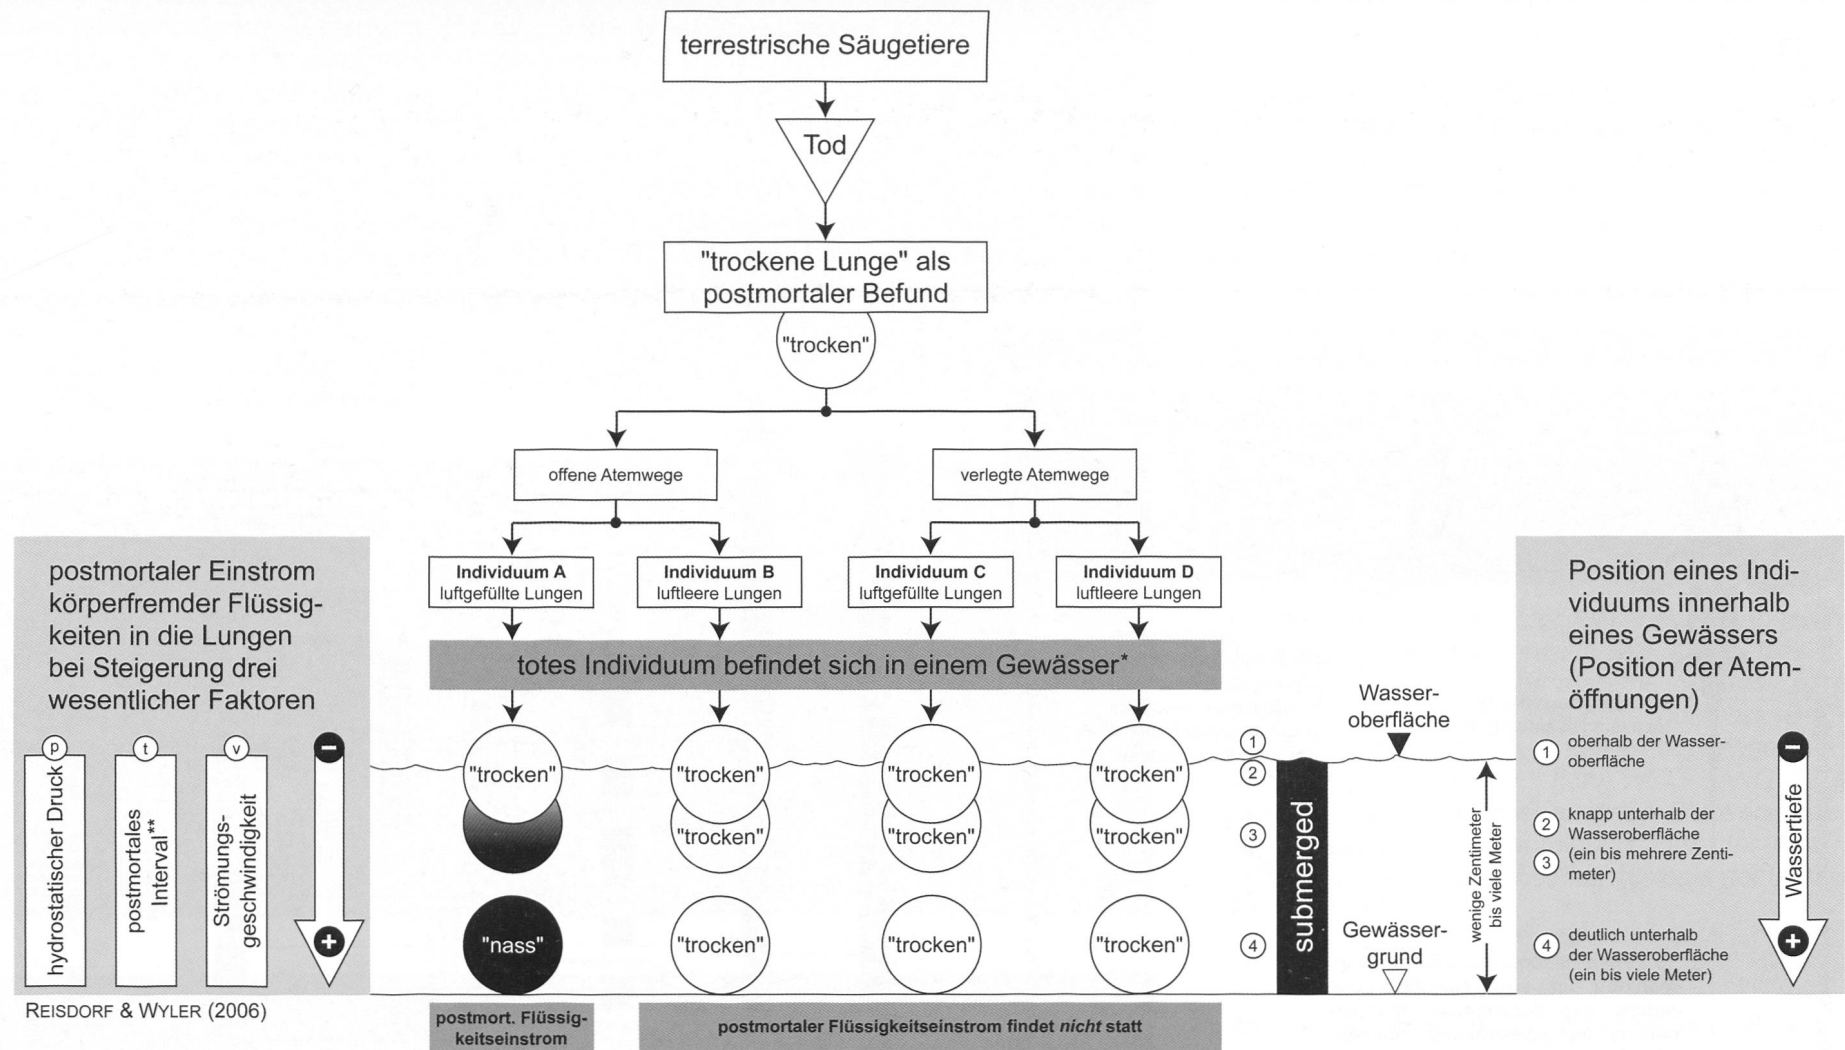 terrestrische Säugetiere
Tod
"trockene Lunge" als
postmortaler Befund
"trocken"
offene Atemwege
verlegte Atemwege
Individuum A
luftgefüllte Lungen
Individuum B
luftleere Lungen
Individuum C
luftgefüllte Lungen
Individuum D
luftleere Lungen
totes Individuum befindet sich in einem Gewässer*
postmortaler Einstrom
körperfremder Flüssig-
keiten in die Lungen
bei Steigerung drei
wesentlicher Faktoren
p
t
v
−
hydrostatischer Druck
postmortales
Interval**
Strömungs-
geschwindigkeit
+
REISDORF & WYLER (2006)
"trocken"
"trocken"
"trocken"
"trocken"
"trocken"
"trocken"
"trocken"
"nass"
"trocken"
"trocken"
"trocken"
postmort. Flüssig-
keitseinstrom
postmortaler Flüssigkeitseinstrom findet nicht statt
1
2
3
4
submerged
Wasser-
oberfläche
Gewässer-
grund
wenige Zentimeter
bis viele Meter
Position eines Indi-
viduums innerhalb
eines Gewässers
(Position der Atem-
öffnungen)
1 oberhalb der Wasser-
oberfläche
2 knapp unterhalb der
Wasseroberfläche
3 (ein bis mehrere Zenti-
meter)
4 deutlich unterhalb
der Wasseroberfläche
(ein bis viele Meter)
−
Wassertiefe
+